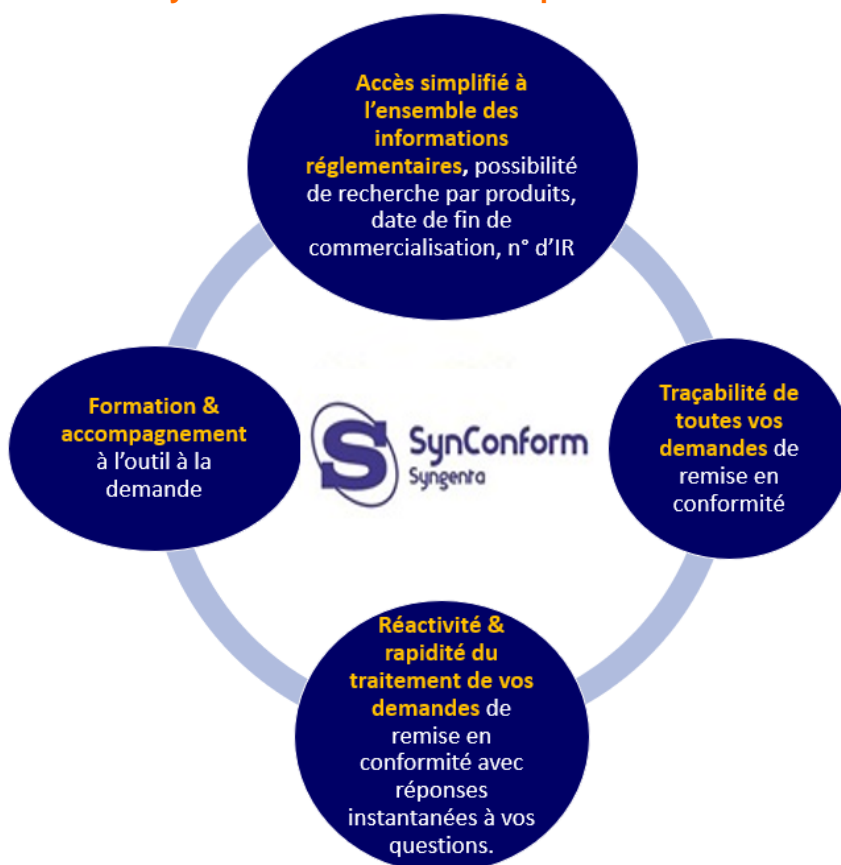 Accès simplifié à
l’ensemble des
informations
réglementaires, possibilité
de recherche par produits,
date de fin de
commercialisation, n° d’IR
Formation &
accompagnement
à l’outil à la
demande
SynConform
Syngenta
Traçabilité de
toutes vos
demandes de
remise en
conformité
Réactivité &
rapidité du
traitement de vos
demandes de
remise en
conformité avec
réponses
instantanées à vos
questions.